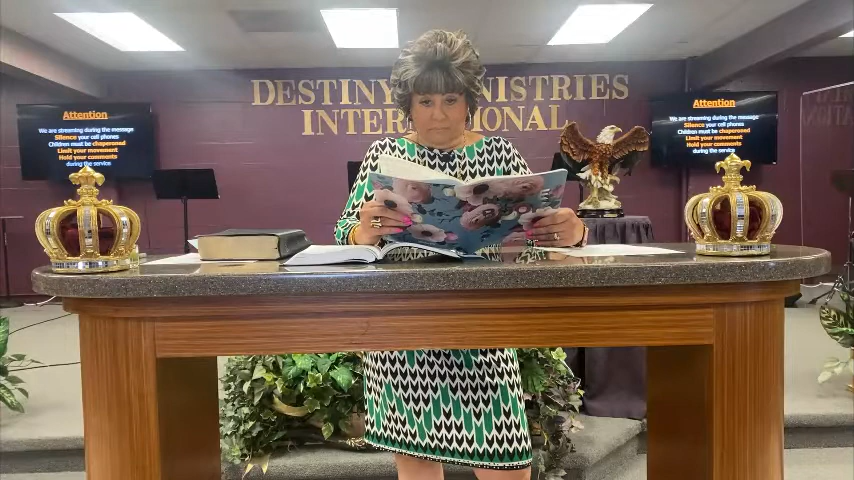 DESTINY MINISTRIES
INTERNATIONAL
Attention
We are streaming during the message
Silence your cell phones
Children must be chaperoned
Limit your movement
Hold your comments
during the service
Attention
We are streaming during the message
Silence your cell phones
Children must be chaperoned
Limit your movement
Hold your comments
during the service